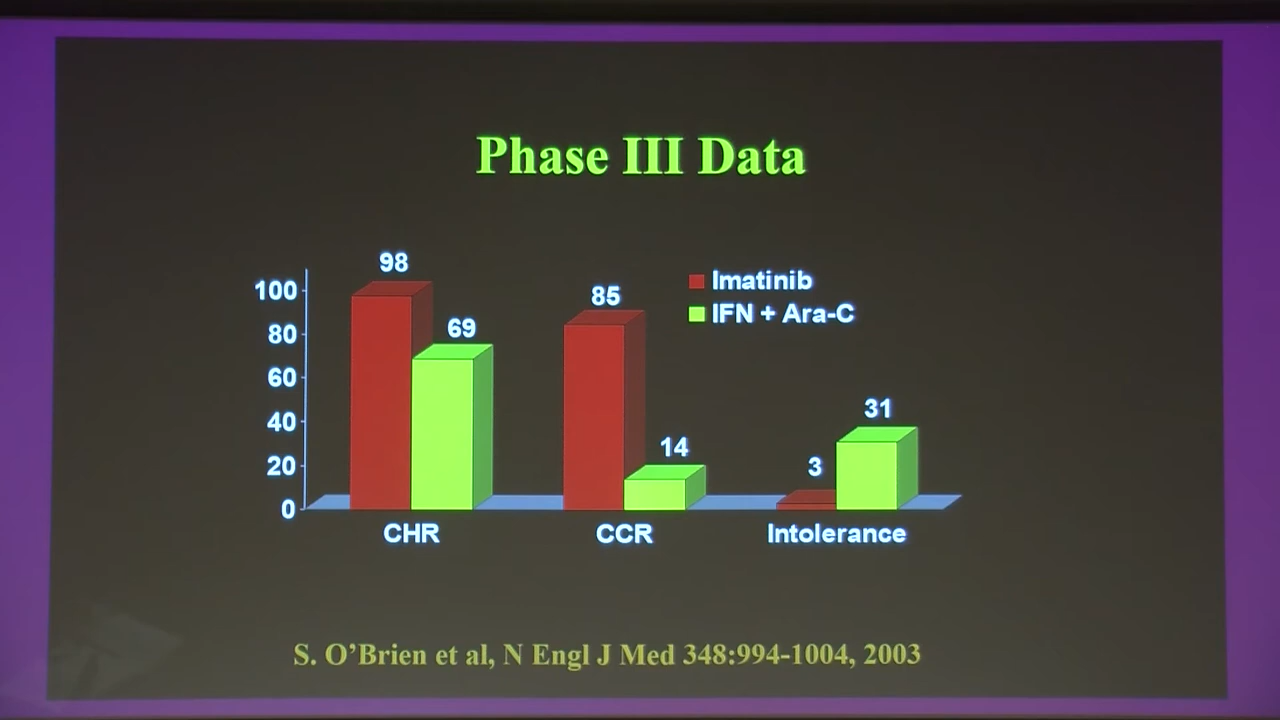 Phase III Data
98
69
85
14
3
31
Imatinib
IFN + Ara-C
100
80
60
40
20
0
CHR
CCR
Intolerance
S. O'Brien et al, N Engl J Med 348:994-1004, 2003